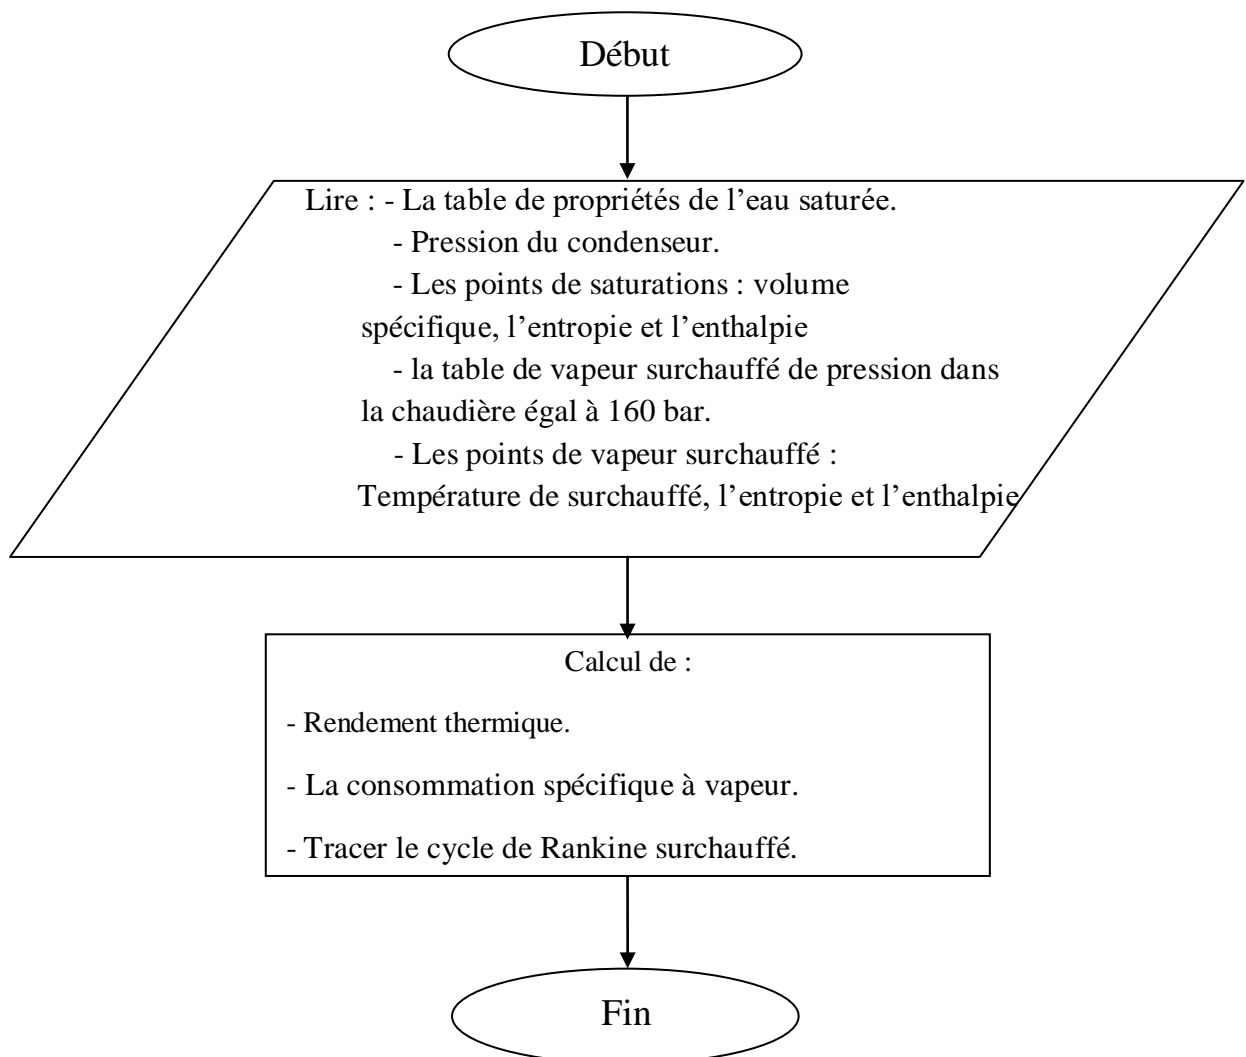 Début
Lire : - La table de propriétés de l’eau saturée.
- Pression du condenseur.
- Les points de saturations : volume
spécifique, l’entropie et l’enthalpie
- la table de vapeur surchauffé de pression dans
la chaudière égal à 160 bar.
- Les points de vapeur surchauffé :
Température de surchauffé, l’entropie et l’enthalpie
Calcul de :
- Rendement thermique.
- La consommation spécifique à vapeur.
- Tracer le cycle de Rankine surchauffé.
Fin